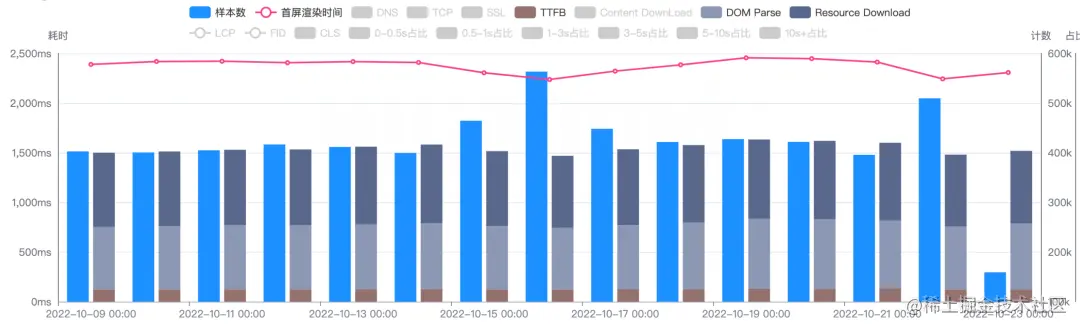 样本数 首屏渲染时间 DNS TCP SSL TTFB Content DownLoad DOM Parse Resource Download
LCP FID CLS 0-0.5s占比 0.5-1s占比 1-3s占比 3-5s占比 5-10s占比 10s+占比
耗时 计数 占比
2,500ms 600k
2,000ms 500k
1,500ms 400k
1,000ms 300k
500ms 200k
0ms 100k
2022-10-09 00:00 2022-10-11 00:00 2022-10-13 00:00 2022-10-15 00:00 2022-10-17 00:00 2022-10-19 00:00 2022-10-21 00:00 2022-10-23 00:00
@稀土掘金技术社区